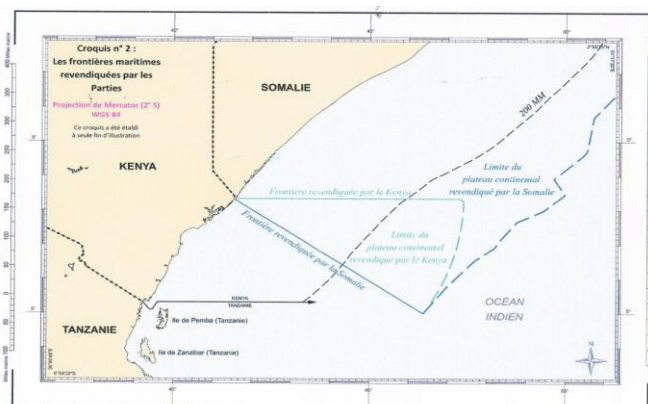 Croquis n° 2 :
Les frontières maritimes
revendiquées par les
Parties
Projection de Mercator (2° S)
WGS 84
Ce croquis a été établi
à seule fin d'illustration
SOMALIE
KENYA
200 MM
Limite du
plateau continental
revendiqué par la Somalie
Frontière revendiquée par le Kenya
Frontière revendiquée par la Somalie
Limite du
plateau continental
revendiqué par le Kenya
KENYA
TANZANIE
OCÉAN
INDIEN
TANZANIE
Ile de Pemba (Tanzanie)
Ile de Zanzibar (Tanzanie)
N